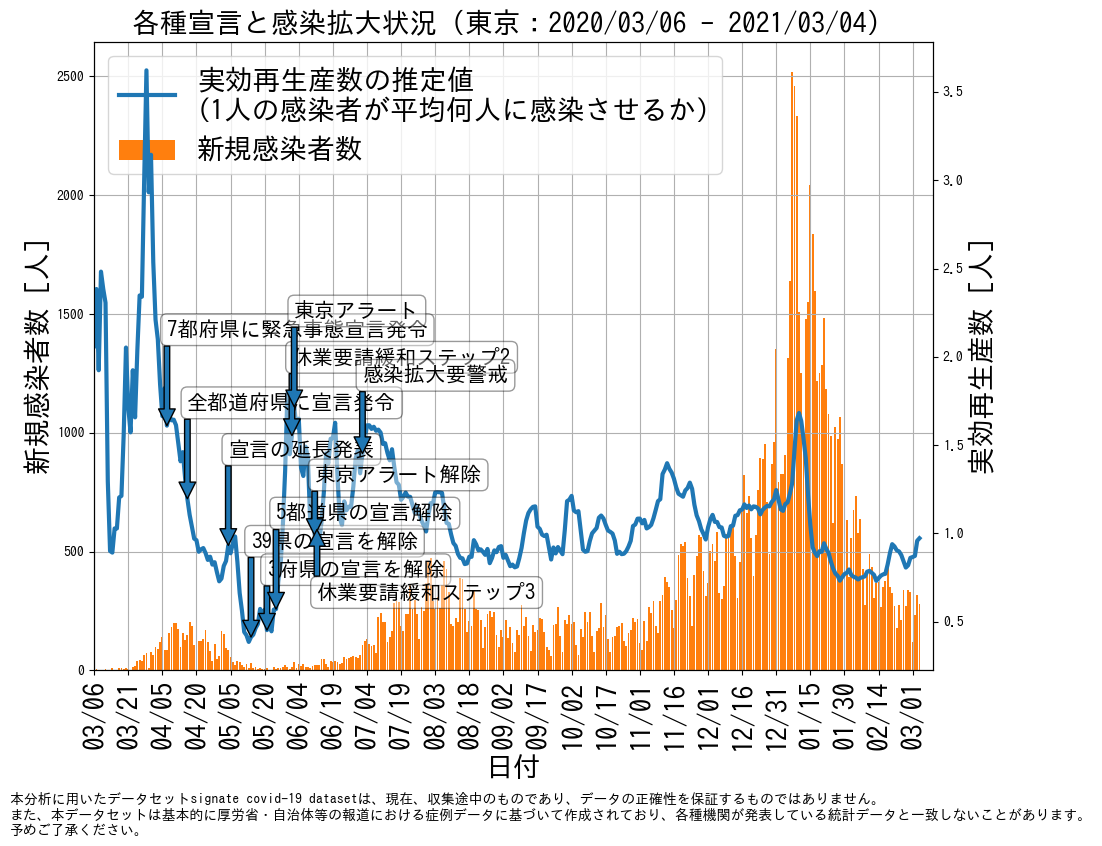 各種宣言と感染拡大状況 (東京：2020/03/06 - 2021/03/04)
実効再生産数の推定値
(1人の感染者が平均何人に感染させるか)
新規感染者数
新規感染者数 [人]
2500
2000
1500
1000
500
0
3.5
3.0
2.5
2.0
1.5
1.0
0.5
実効再生産数 [人]
東京アラート
7都府県に緊急事態宣言発令
休業要請緩和ステップ2
感染拡大要警戒
全都道府県に宣言発令
宣言の延長発表
東京アラート解除
5都道県の宣言解除
39県の宣言を解除
3府県の宣言を解除
休業要請緩和ステップ3
03/06
03/21
04/05
04/20
05/05
05/20
06/04
06/19
07/04
07/19
08/03
08/18
09/02
09/17
10/02
10/17
11/01
11/16
12/01
12/16
12/31
01/15
01/30
02/14
03/01
日付
本分析に用いたデータセットsignate covid-19 datasetは、現在、収集途中のものであり、データの正確性を保証するものではありません。
また、本データセットは基本的に厚労省・自治体等の報道における症例データに基づいて作成されており、各種機関が発表している統計データと一致しないことがあります。
予めご了承ください。